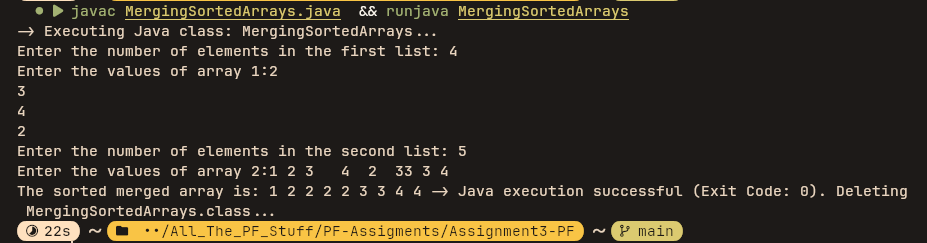 javac MergingSortedArrays.java  && runjava MergingSortedArrays
-> Executing Java class: MergingSortedArrays...
Enter the number of elements in the first list: 4
Enter the values of array 1:2
3
4
2
Enter the number of elements in the second list: 5
Enter the values of array 2:1 2 3   4  2  33 3 4
The sorted merged array is: 1 2 2 2 2 3 3 4 4 -> Java execution successful (Exit Code: 0). Deleting
MergingSortedArrays.class...
22s ~ ../All_The_PF_Stuff/PF-Assigments/Assignment3-PF ~ main